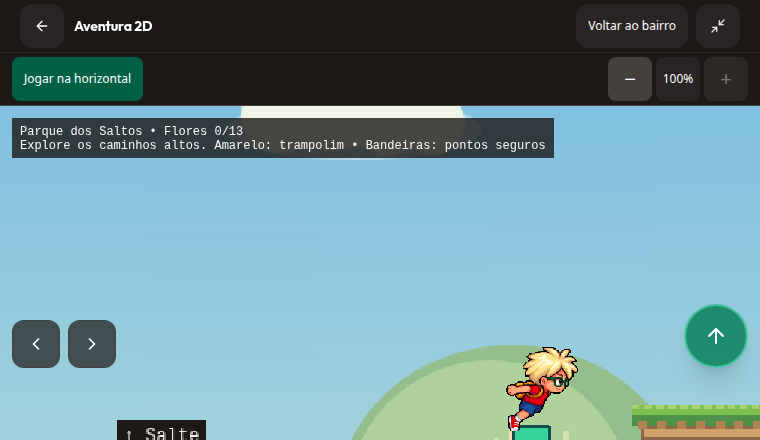 Aventura 2D
Voltar ao bairro
Jogar na horizontal
100%
Parque dos Saltos • Flores 0/13
Explore os caminhos altos. Amarelo: trampolim • Bandeiras: pontos seguros
↑ Salte